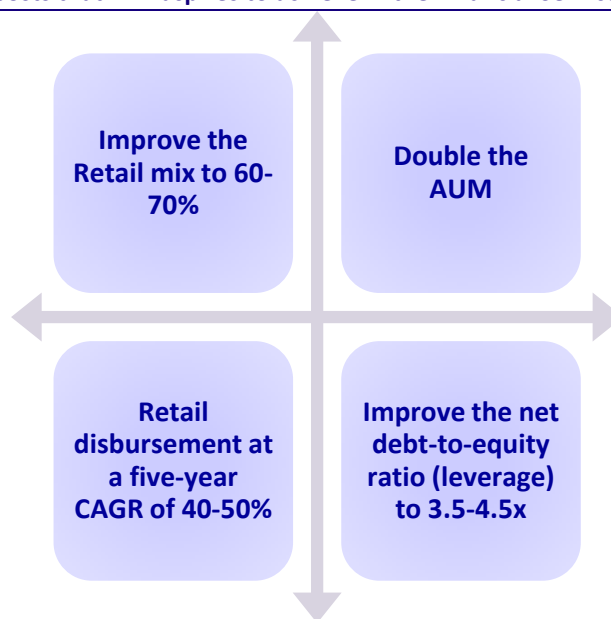 Improve the
Retail mix to 60-
70%
Double the
AUM
Retail
disbursement at
a five-year
CAGR of 40-50%
Improve the net
debt-to-equity
ratio (leverage)
to 3.5-4.5x